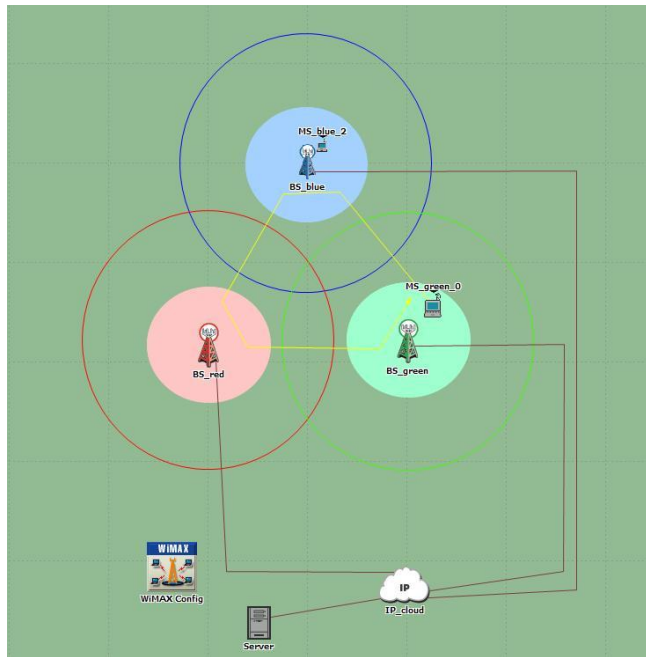 MS_blue_2
BS_blue
MS_green_0
BS_red
BS_green
WiMAX
WiMAX Config
IP
IP_cloud
Server